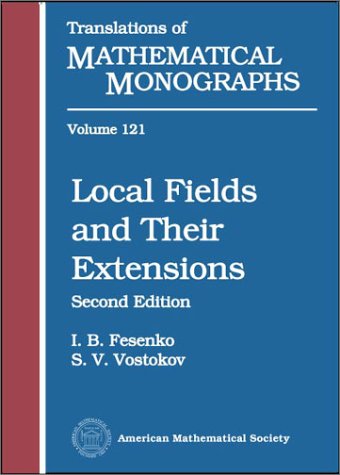 Translations of
MATHEMATICAL
MONOGRAPHS
Volume 121
Local Fields
and Their
Extensions
Second Edition
I. B. Fesenko
S. V. Vostokov
American Mathematical Society